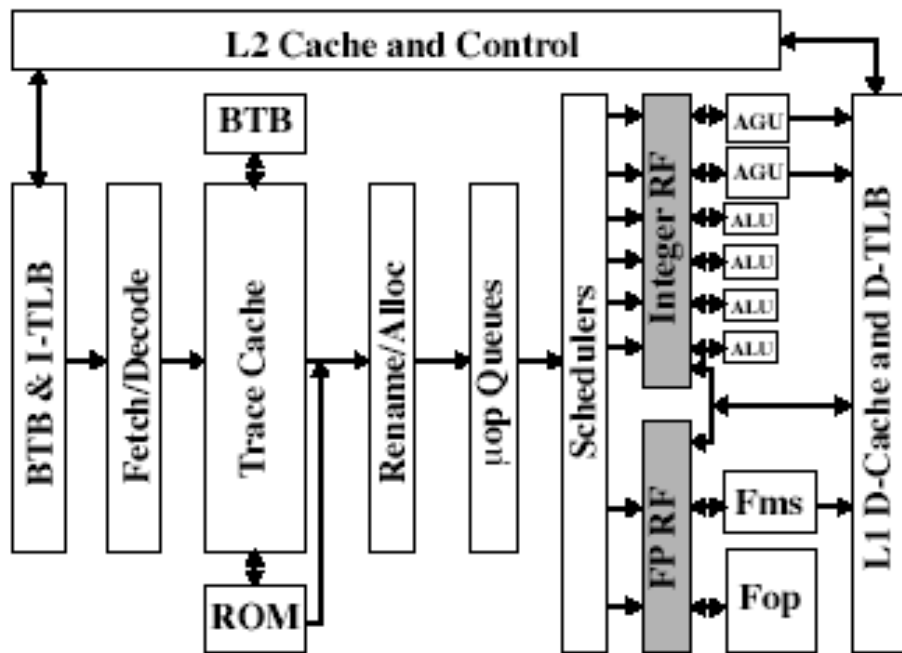 L2 Cache and Control
BTB
BTB & I-TLB
Fetch/Decode
Trace Cache
ROM
Rename/Alloc
µop Queues
Schedulers
Integer RF
FP RF
AGU
AGU
ALU
ALU
ALU
ALU
Fms
Fop
L1 D-Cache and D-TLB